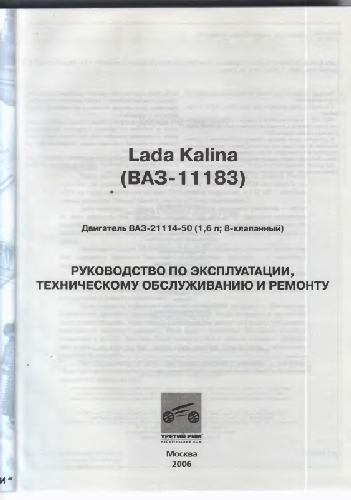 Lada Kalina
(ВАЗ-11183)
Двигатель ВАЗ-21114-50 (1,6 л; 8-клапанный)
РУКОВОДСТВО ПО ЭКСПЛУАТАЦИИ,
ТЕХНИЧЕСКОМУ ОБСЛУЖИВАНИЮ И РЕМОНТУ
ТРЕТИЙ РИМ
Москва
2006
И "